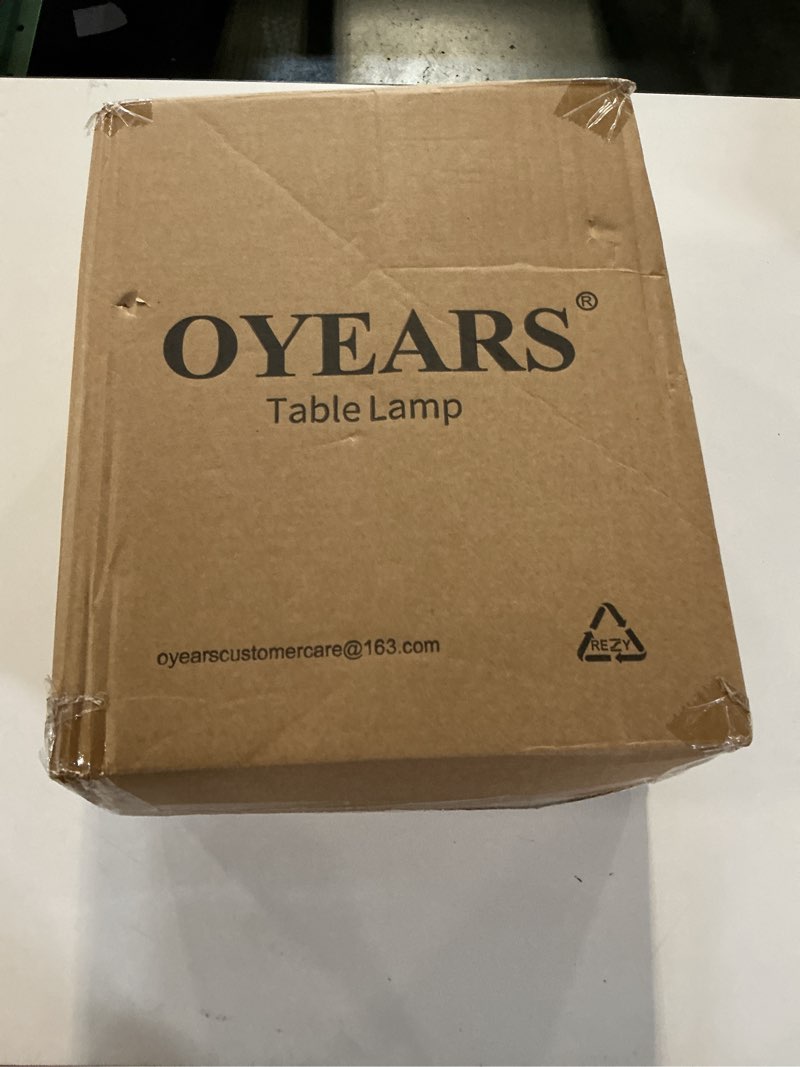 OYEARS®
Table Lamp
oyearscustomercare@163.com
REZY